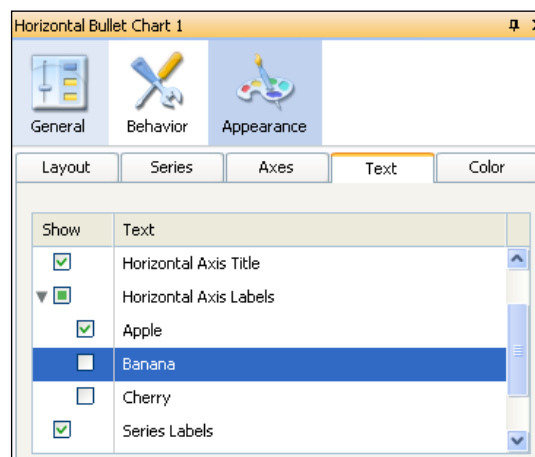 Horizontal Bullet Chart 1
General Behavior Appearance
Layout Series Axes Text Color
Show Text
Horizontal Axis Title
Horizontal Axis Labels
Apple
Banana
Cherry
Series Labels